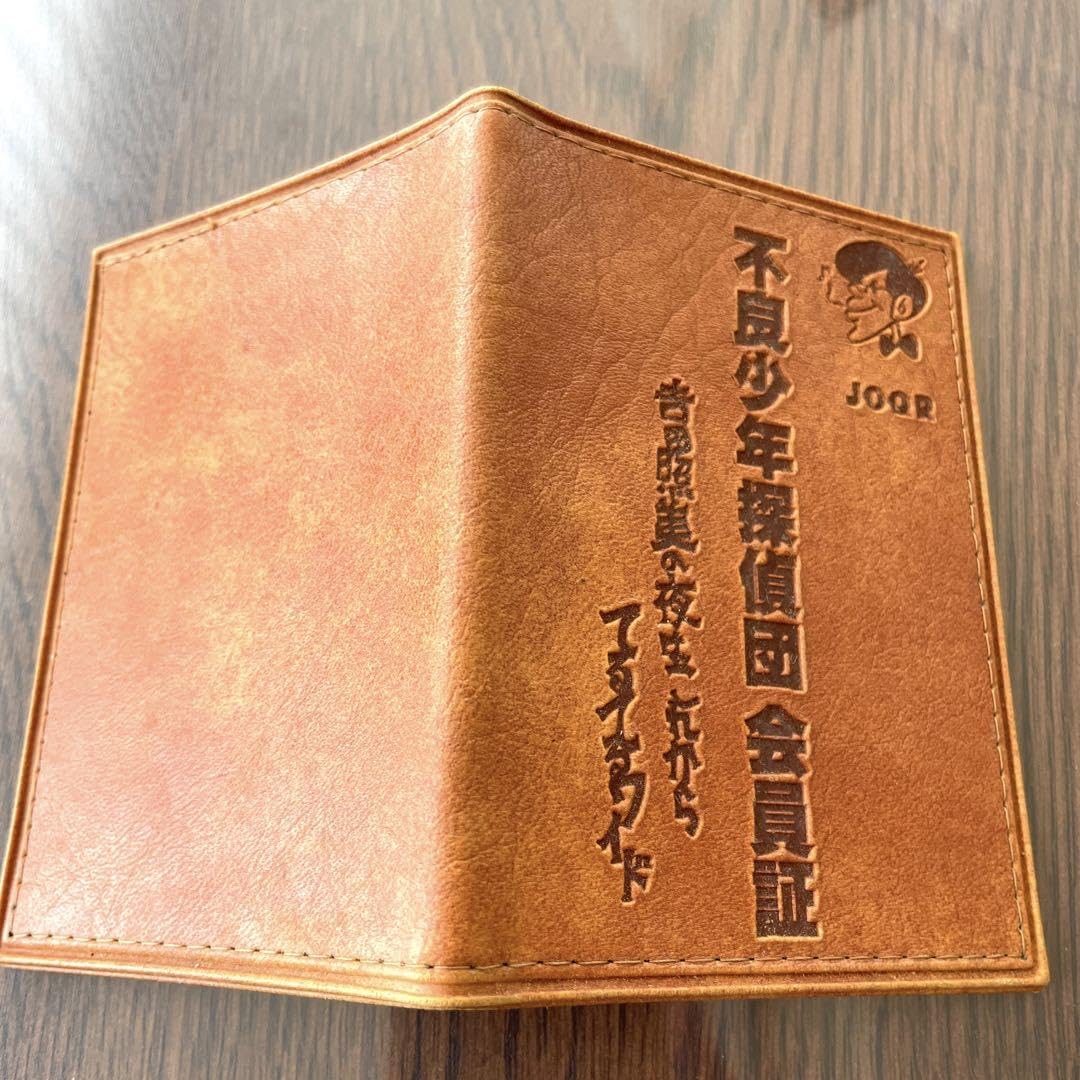 JOQR
不良少年探偵団 会員証
吉田照美の夜はこれから
てるてるワイド